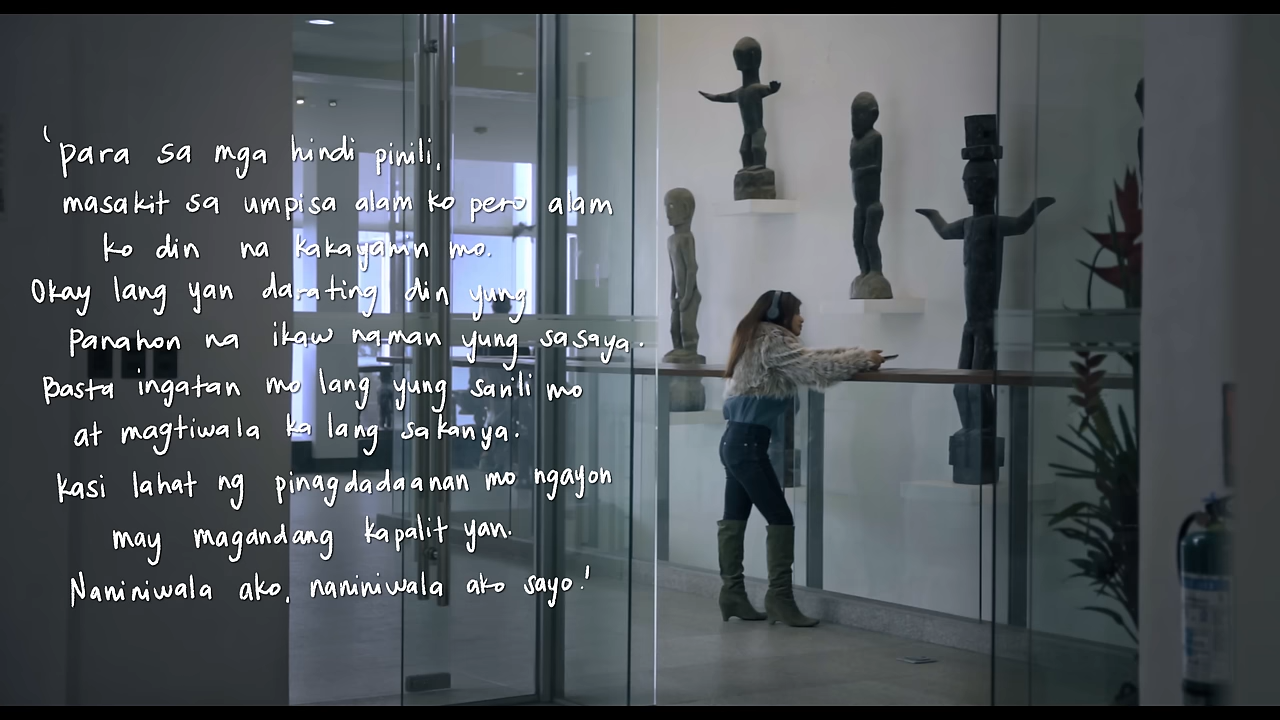 'para sa mga hindi pinili,
masakit sa umpisa alam ko pero alam
ko din na kakayanin mo.
Okay lang yan darating din yung
Panahon na ikaw naman yung sasaya.
Basta ingatan mo lang yung sarili mo
at magtiwala ka lang sakanya.
kasi lahat ng pinagdadaanan mo ngayon
may magandang kapalit yan.
Naniniwala ako, naniniwala ako sayo!